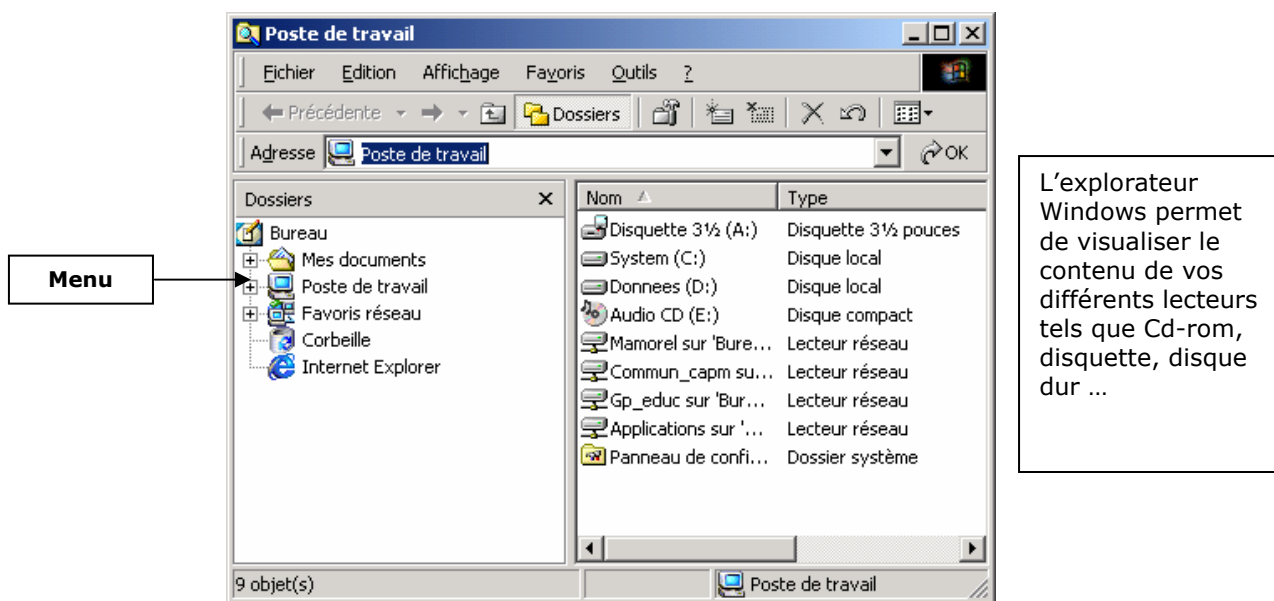 Poste de travail
Fichier Edition Affichage Favoris Outils ?
Précédente Dossiers
Adresse Poste de travail OK
Dossiers
Bureau
Mes documents
Poste de travail
Favoris réseau
Corbeille
Internet Explorer
Nom Type
Disquette 3½ (A:) Disquette 3½ pouces
System (C:) Disque local
Donnees (D:) Disque local
Audio CD (E:) Disque compact
Mamorel sur 'Bure... Lecteur réseau
Commun_capm su... Lecteur réseau
Gp_educ sur 'Bur... Lecteur réseau
Applications sur '... Lecteur réseau
Panneau de confi... Dossier système
9 objet(s) Poste de travail
Menu
L’explorateur
Windows permet
de visualiser le
contenu de vos
différents lecteurs
tels que Cd-rom,
disquette, disque
dur …